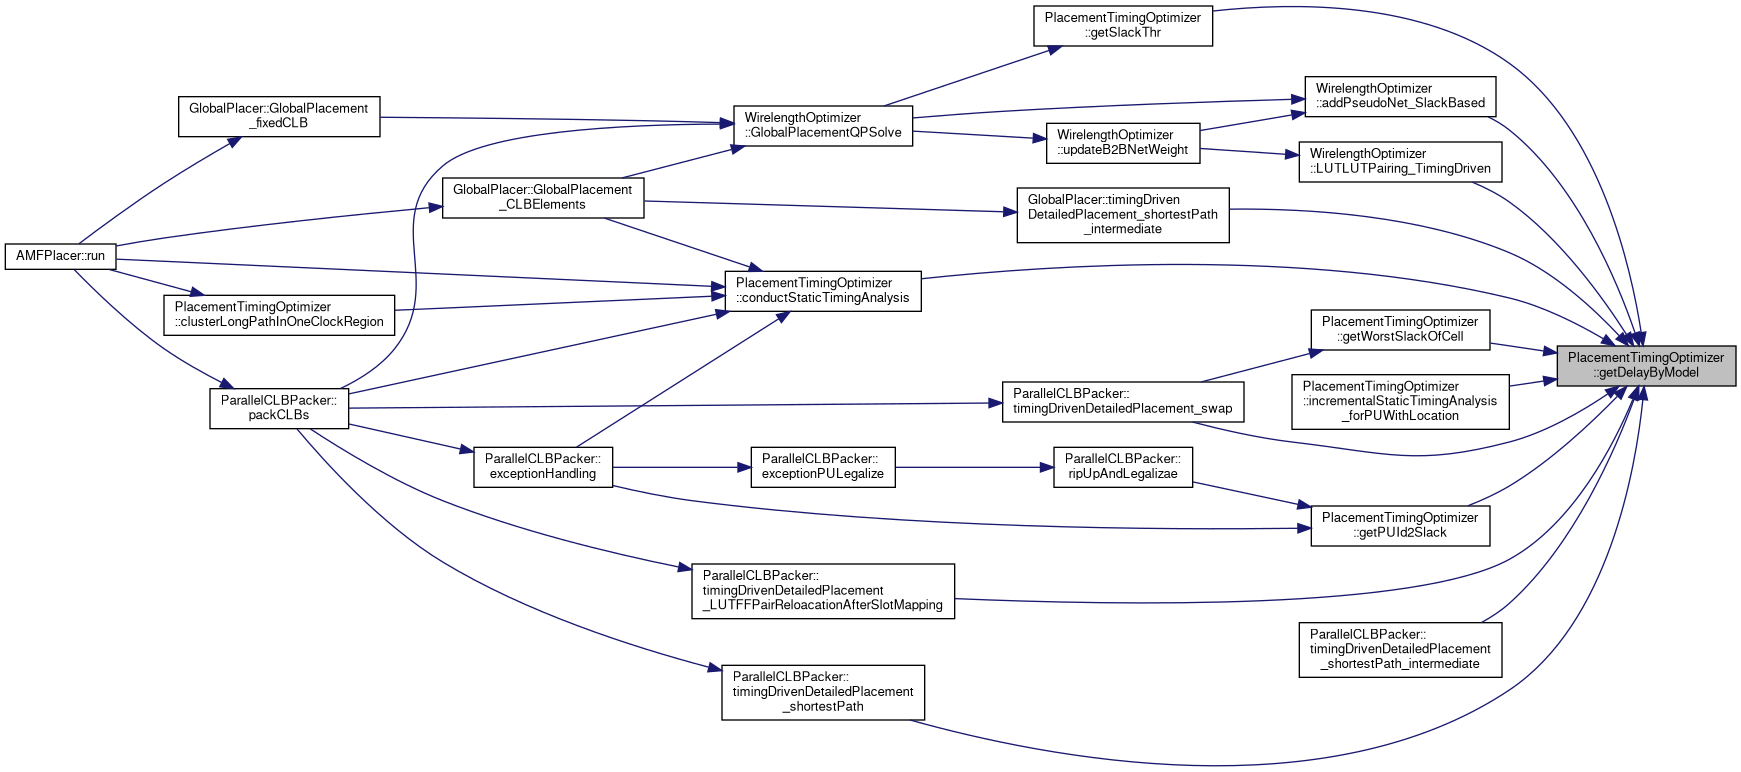 PlacementTimingOptimizer
::getSlackThr
WirelengthOptimizer
::addPseudoNet_SlackBased
GlobalPlacer::GlobalPlacement
_fixedCLB
WirelengthOptimizer
::GlobalPlacementQPSolve
WirelengthOptimizer
::updateB2BNetWeight
WirelengthOptimizer
::LUTLUTPairing_TimingDriven
GlobalPlacer::GlobalPlacement
_CLBElements
GlobalPlacer::timingDriven
DetailedPlacement_shortestPath
_intermediate
AMFPlacer::run
PlacementTimingOptimizer
::conductStaticTimingAnalysis
PlacementTimingOptimizer
::clusterLongPathInOneClockRegion
PlacementTimingOptimizer
::getWorstSlackOfCell
PlacementTimingOptimizer
::getDelayByModel
PlacementTimingOptimizer
::incrementalStaticTimingAnalysis
_forPUWithLocation
ParallelCLBPacker::
packCLBs
ParallelCLBPacker::
timingDrivenDetailedPlacement_swap
ParallelCLBPacker::
exceptionHandling
ParallelCLBPacker::
exceptionPULegalize
ParallelCLBPacker::
ripUpAndLegalizae
PlacementTimingOptimizer
::getPUId2Slack
ParallelCLBPacker::
timingDrivenDetailedPlacement
_LUTFFPairReloacationAfterSlotMapping
ParallelCLBPacker::
timingDrivenDetailedPlacement
_shortestPath_intermediate
ParallelCLBPacker::
timingDrivenDetailedPlacement
_shortestPath